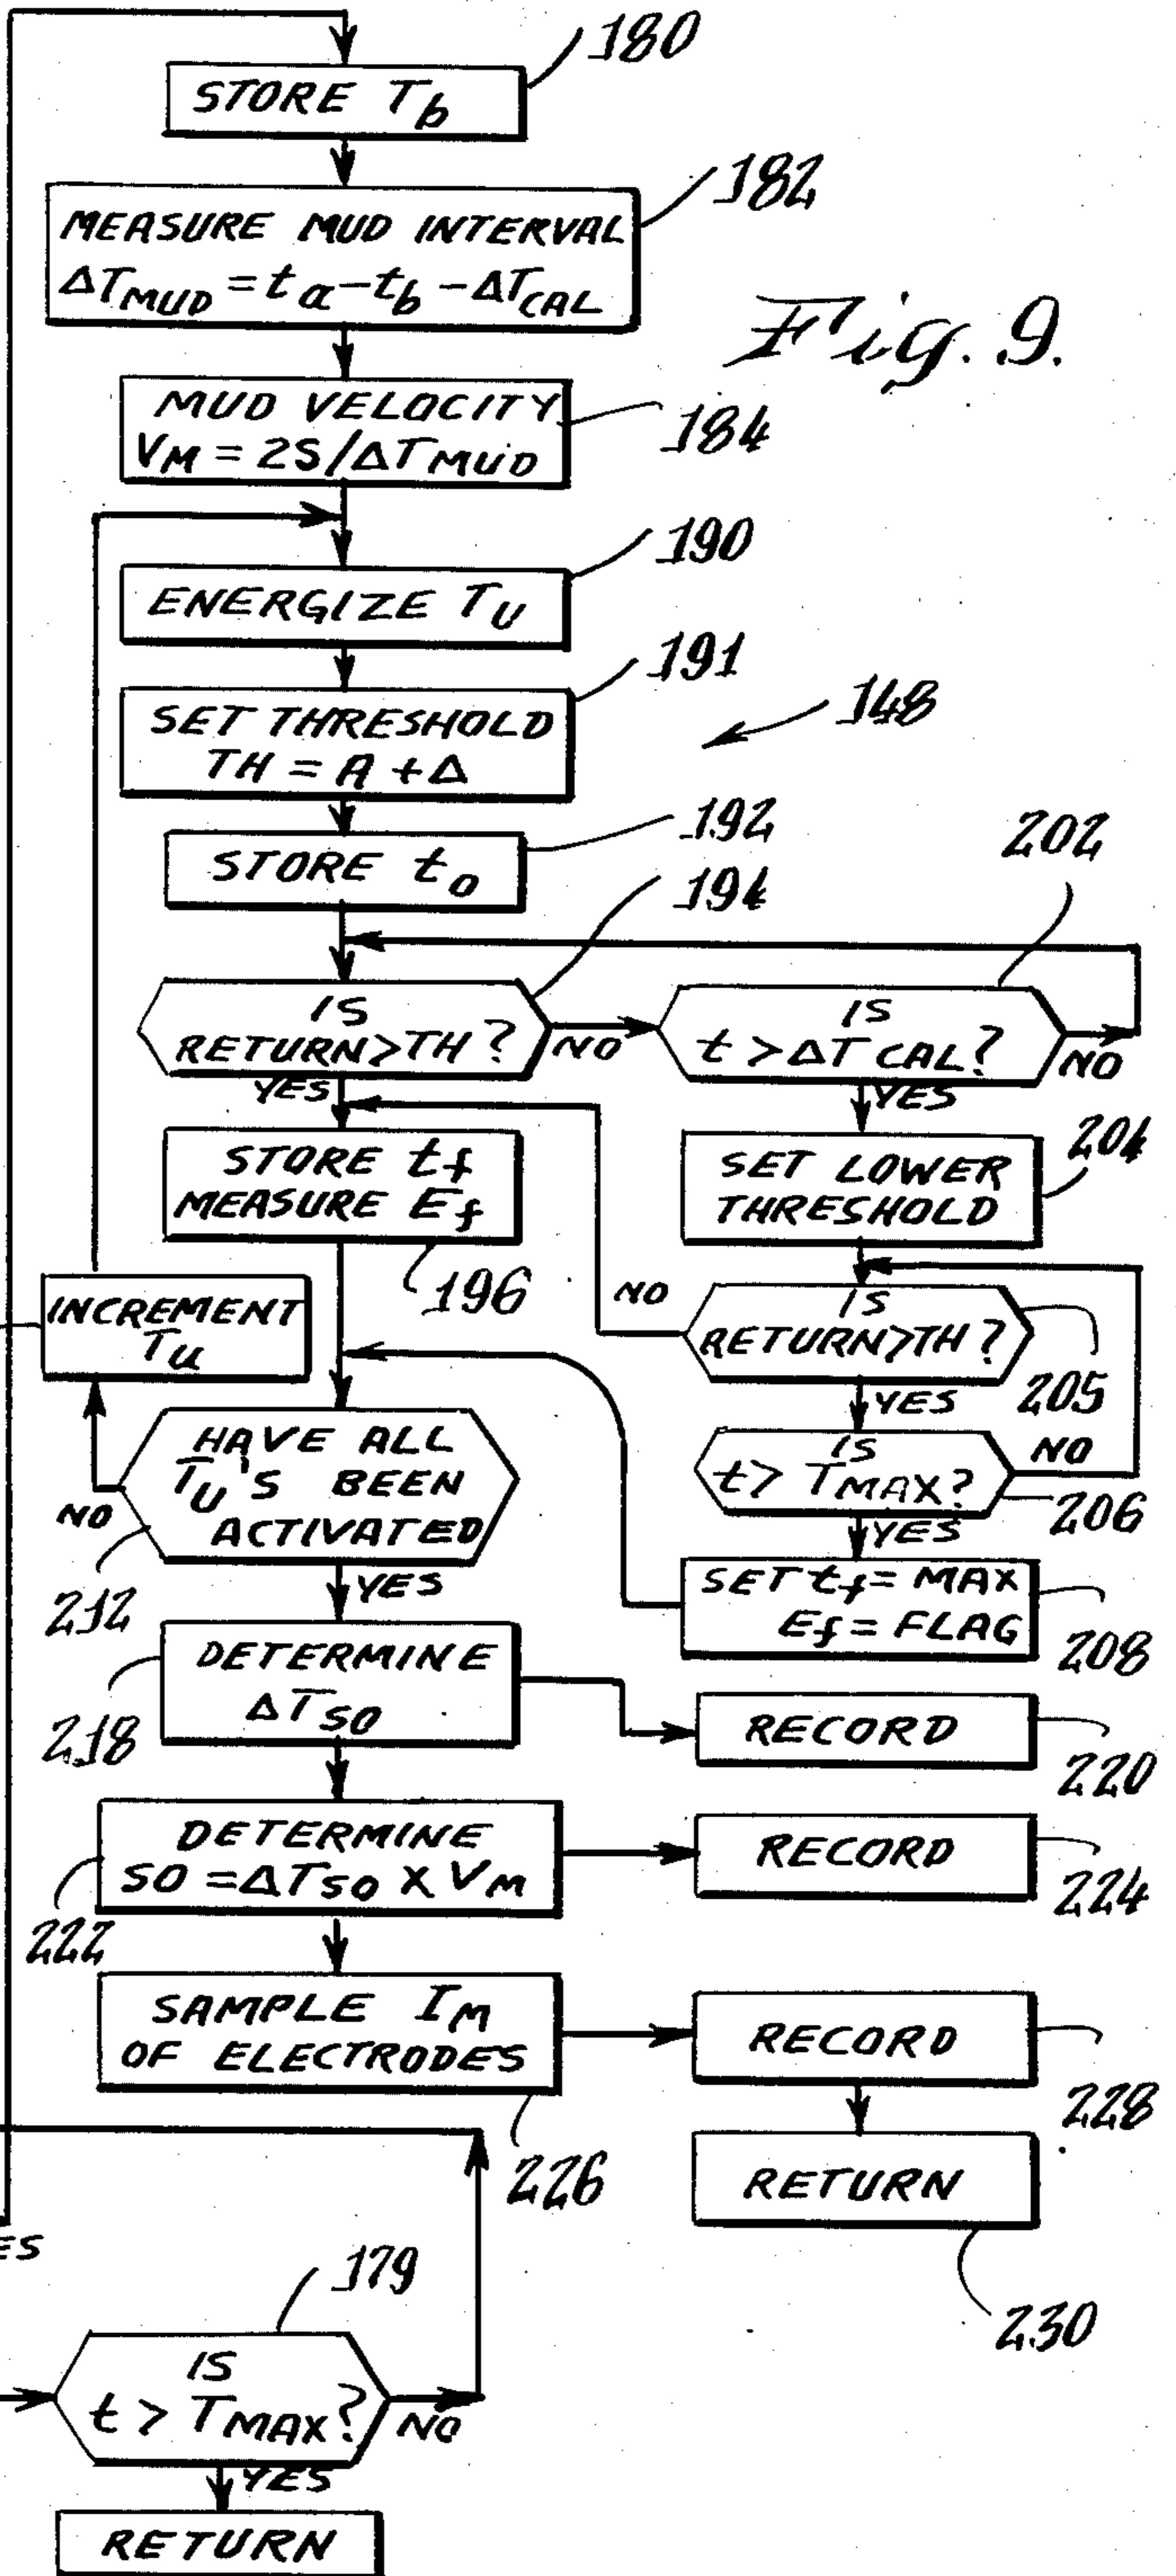 180
STORE Tb
182
MEASURE MUD INTERVAL
ΔTMUD = ta - tb - ΔTCAL
Fig. 9.
MUD VELOCITY
VM = 2S/ΔTMUD
184
190
ENERGIZE TU
191
SET THRESHOLD
TH = A + Δ
148
192
STORE to
202
194
IS
RETURN>TH?
NO
YES
IS
t > ΔTCAL?
NO
YES
STORE tf
MEASURE Ef
196
SET LOWER
THRESHOLD
204
INCREMENT
TU
NO
IS
RETURN>TH?
205
YES
HAVE ALL
TU'S BEEN
ACTIVATED
NO
212
YES
IS
t > TMAX?
NO
206
YES
SET tf = MAX
Ef = FLAG
208
DETERMINE
ΔTSO
218
RECORD
220
DETERMINE
SO = ΔTSO X VM
222
RECORD
224
SAMPLE IM
OF ELECTRODES
226
RECORD
228
RETURN
230
ES
179
IS
t > TMAX?
NO
YES
RETURN